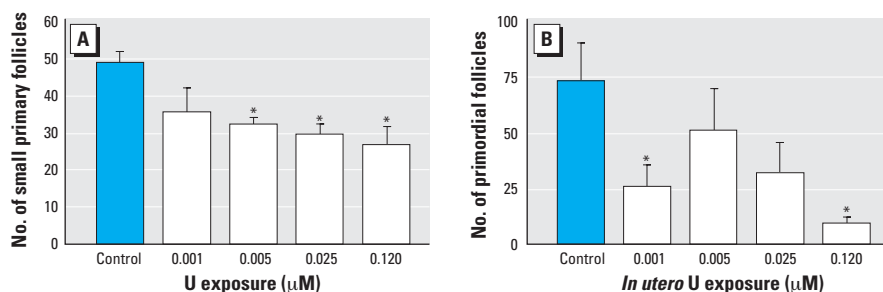 A
No. of small primary follicles
60
50
40
30
20
10
0
*
*
*
Control 0.001 0.005 0.025 0.120
U exposure (μM)
B
No. of primordial follicles
100
75
50
25
0
*
*
Control 0.001 0.005 0.025 0.120
In utero U exposure (μM)